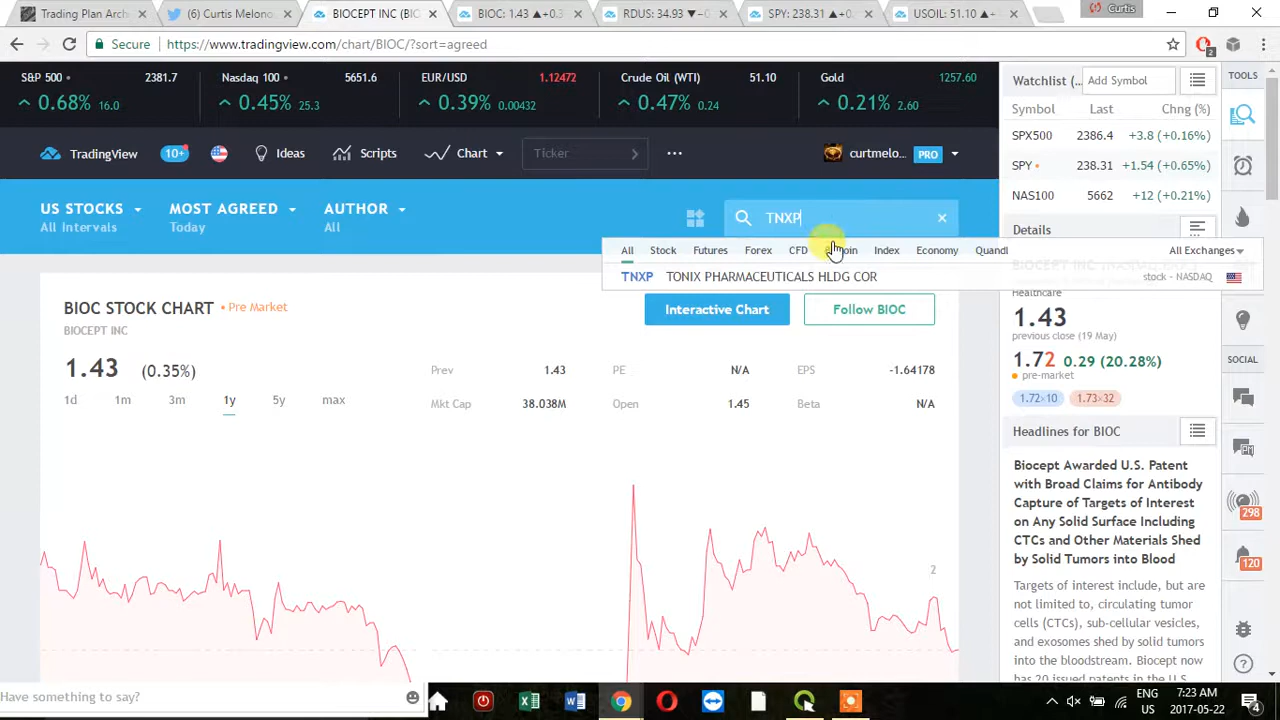 Trading Plan Arch
Curtis Melono
BIOCEPT INC (BIO
BIOC: 1.43 ▲+0.3
RDUS: 34.93 ▼−0
SPY: 238.31 ▲+0
USOIL: 51.10 ▲+
Curtis
Secure
https://www.tradingview.com/chart/BIOC/?sort=agreed
2
S&P 500 2381.7
0.68% 16.0
Nasdaq 100 5651.6
0.45% 25.3
EUR/USD 1.12472
0.39% 0.00432
Crude Oil (WTI) 51.10
0.47% 0.24
Gold 1257.60
0.21% 2.60
TradingView 10+ Ideas Scripts Chart Ticker ... curtmelo... PRO
US STOCKS
All Intervals
MOST AGREED
Today
AUTHOR
All
TNXP
All Stock Futures Forex CFD Index Economy Quandl All Exchanges
TNXP TONIX PHARMACEUTICALS HLDG COR stock - NASDAQ
BIOC STOCK CHART • Pre Market
BIOCEPT INC
Interactive Chart
Follow BIOC
1.43 (0.35%)
Prev 1.43 PE N/A EPS -1.64178
Mkt Cap 38.038M Open 1.45 Beta N/A
1d 1m 3m 1y 5y max
2
Watchlist (... Add Symbol
Symbol Last Chng (%)
SPX500 2386.4 +3.8 (+0.16%)
SPY 238.31 +1.54 (+0.65%)
NAS100 5662 +12 (+0.21%)
Details
Healthcare
1.43
previous close (19 May)
1.72 0.29 (20.28%)
pre-market
1.72×10 1.73×32
Headlines for BIOC
Biocept Awarded U.S. Patent
with Broad Claims for Antibody
Capture of Targets of Interest
on Any Solid Surface Including
CTCs and Other Materials Shed
by Solid Tumors into Blood
Targets of interest include, but are
not limited to, circulating tumor
cells (CTCs), sub-cellular vesicles,
and exosomes shed by solid tumors
into the bloodstream. Biocept now
has 20 issued patents in the U.S.
TOOLS
SOCIAL
298
120
Have something to say?
ENG
US
7:23 AM
2017-05-22
4